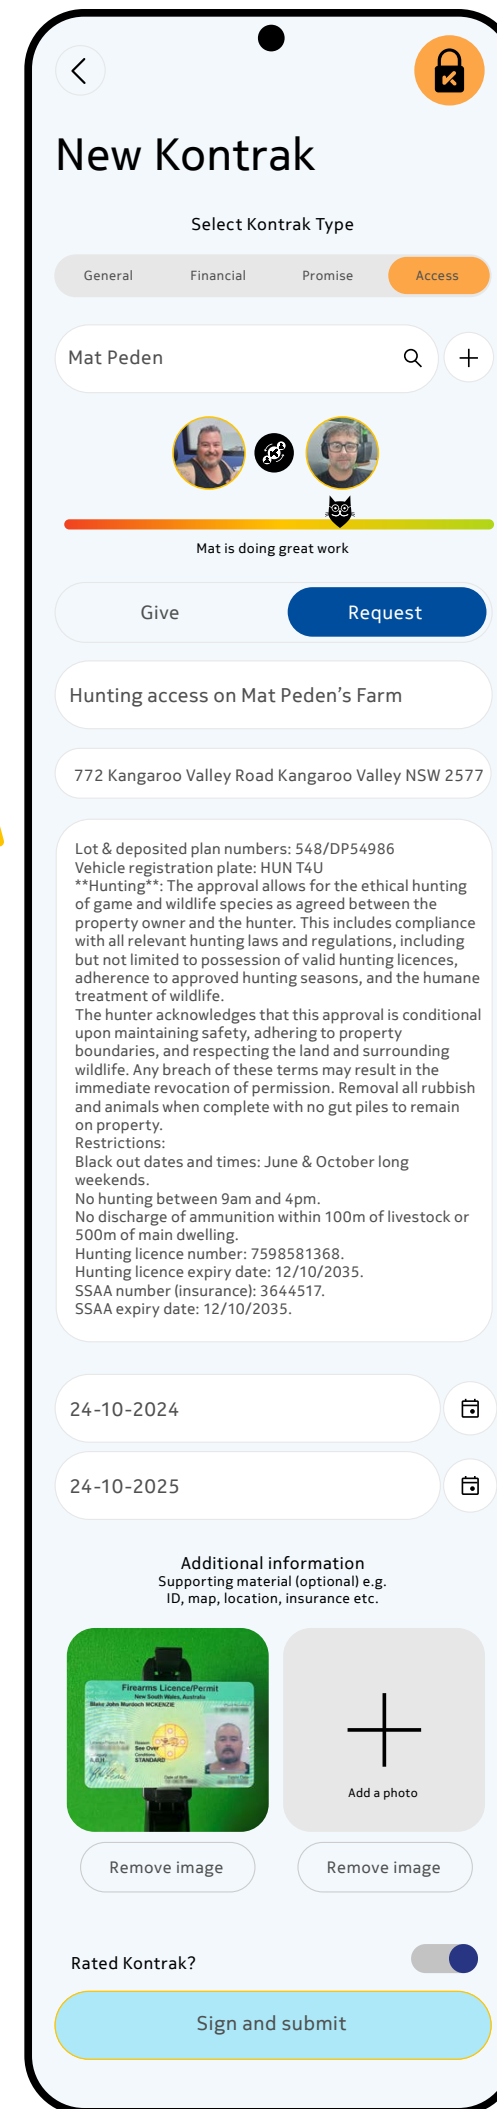 New Kontrak
Select Kontrak Type
General Financial Promise Access
Mat Peden
Mat is doing great work
Give Request
Hunting access on Mat Peden's Farm
772 Kangaroo Valley Road Kangaroo Valley NSW 2577
Lot & deposited plan numbers: 548/DP54986
Vehicle registration plate: HUN T4U
**Hunting**: The approval allows for the ethical hunting
of game and wildlife species as agreed between the
property owner and the hunter. This includes compliance
with all relevant hunting laws and regulations, including
but not limited to possession of valid hunting licences,
adherence to approved hunting seasons, and the humane
treatment of wildlife.
The hunter acknowledges that this approval is conditional
upon maintaining safety, adhering to property
boundaries, and respecting the land and surrounding
wildlife. Any breach of these terms may result in the
immediate revocation of permission. Removal all rubbish
and animals when complete with no gut piles to remain
on property.
Restrictions:
Black out dates and times: June & October long
weekends.
No hunting between 9am and 4pm.
No discharge of ammunition within 100m of livestock or
500m of main dwelling.
Hunting licence number: 7598581368.
Hunting licence expiry date: 12/10/2035.
SSAA number (insurance): 3644517.
SSAA expiry date: 12/10/2035.
24-10-2024
24-10-2025
Additional information
Supporting material (optional) e.g.
ID, map, location, insurance etc.
Firearms Licence/Permit
New South Wales, Australia
Blake John Murdoch MCKENZIE
Reason
See Over
Conditions
STANDARD
Date of Birth
Add a photo
Remove image Remove image
Rated Kontrak?
Sign and submit